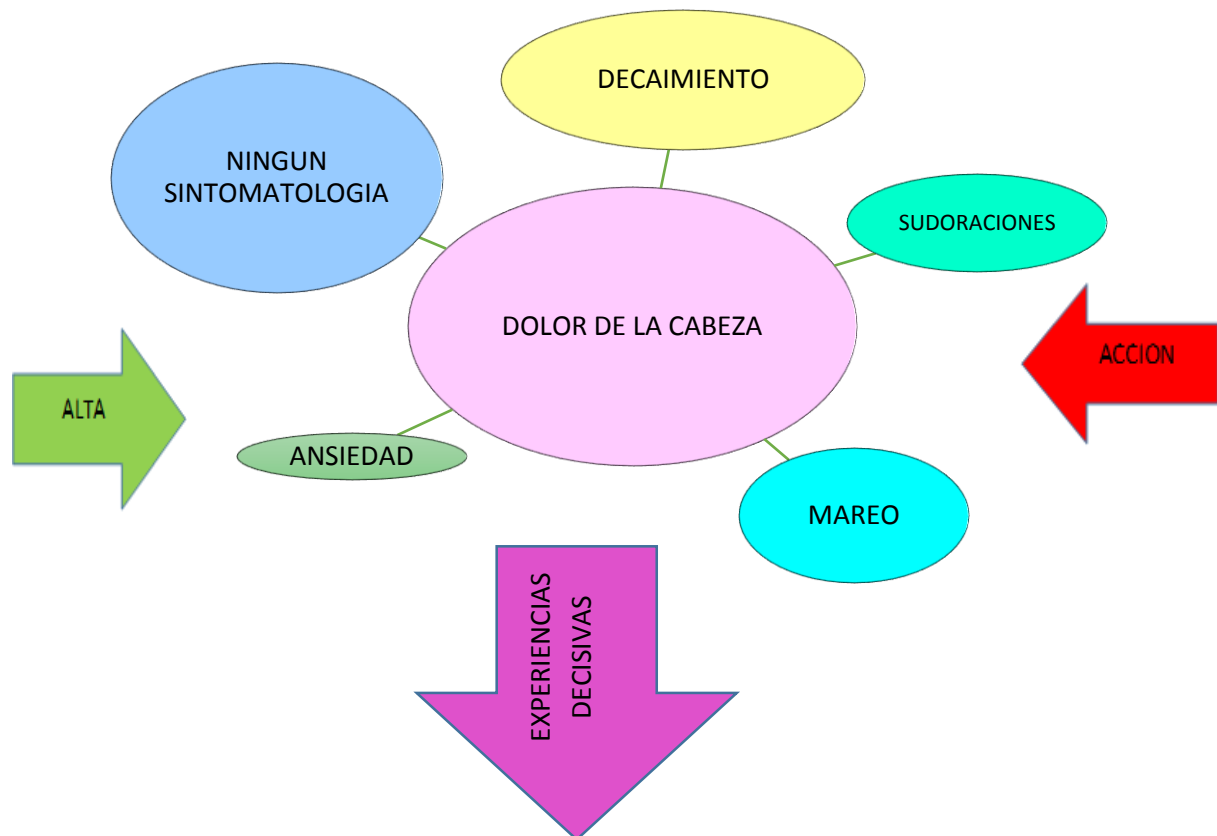 DECAIMIENTO
NINGUN
SINTOMATOLOGIA
SUDORACIONES
DOLOR DE LA CABEZA
ACCION
ALTA
ANSIEDAD
MAREO
EXPERIENCIAS
DECISIVAS